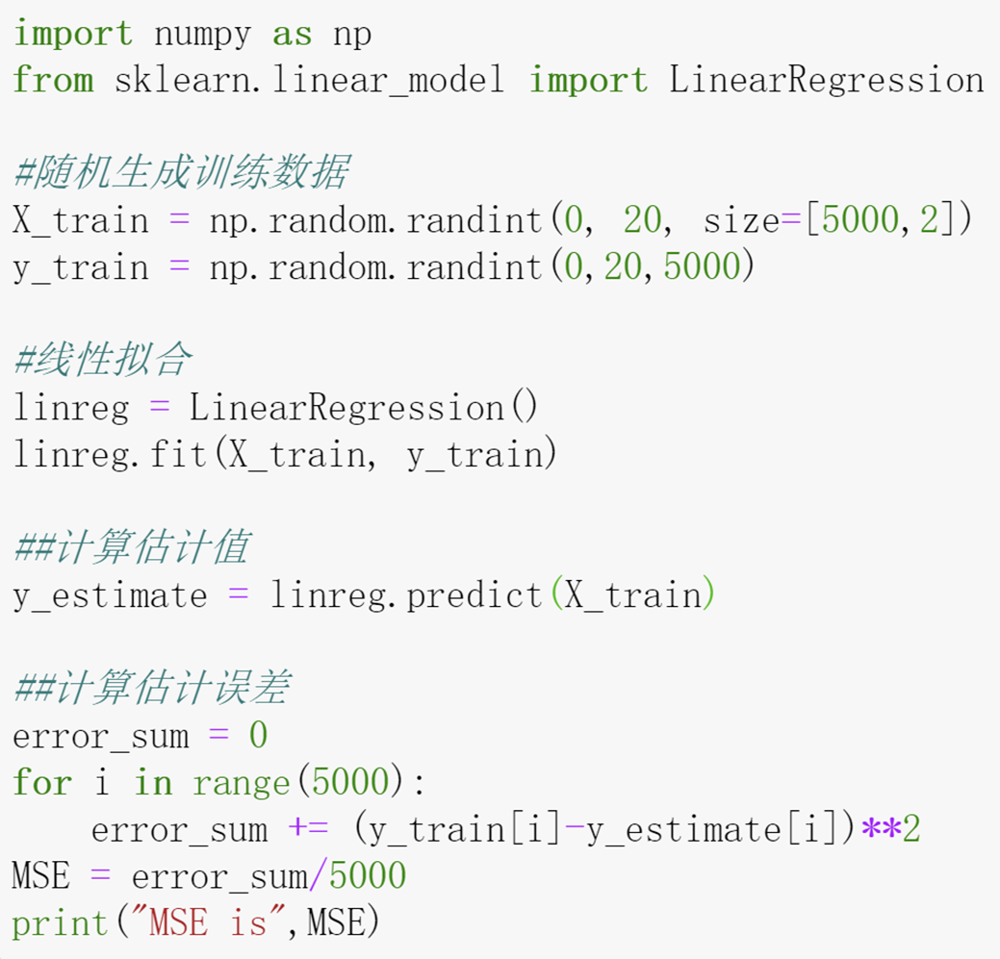 import numpy as np
from sklearn.linear_model import LinearRegression
#随机生成训练数据
X_train = np.random.randint(0, 20, size=[5000,2])
y_train = np.random.randint(0,20,5000)
#线性拟合
linreg = LinearRegression()
linreg.fit(X_train, y_train)
##计算估计值
y_estimate = linreg.predict(X_train)
##计算估计误差
error_sum = 0
for i in range(5000):
    error_sum += (y_train[i]-y_estimate[i])**2
MSE = error_sum/5000
print("MSE is",MSE)